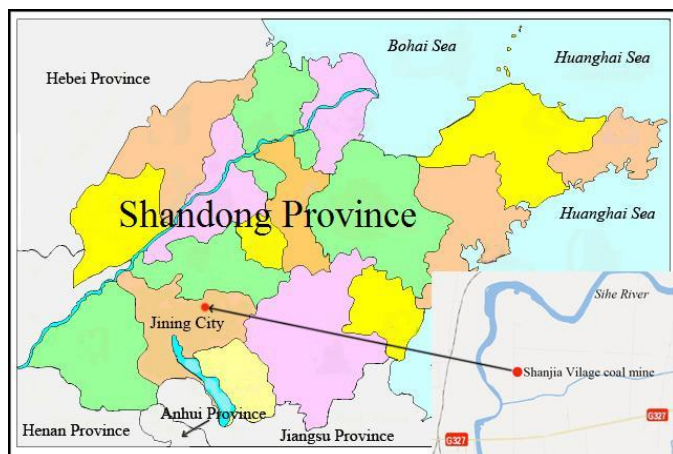 Bohai Sea
Huanghai Sea
Hebei Province
Shandong Province
Huanghai Sea
Sihe River
Jining City
Shanjia Vilage coal mine
Anhui Province
G327
Henan Province
Jiangsu Province
G327